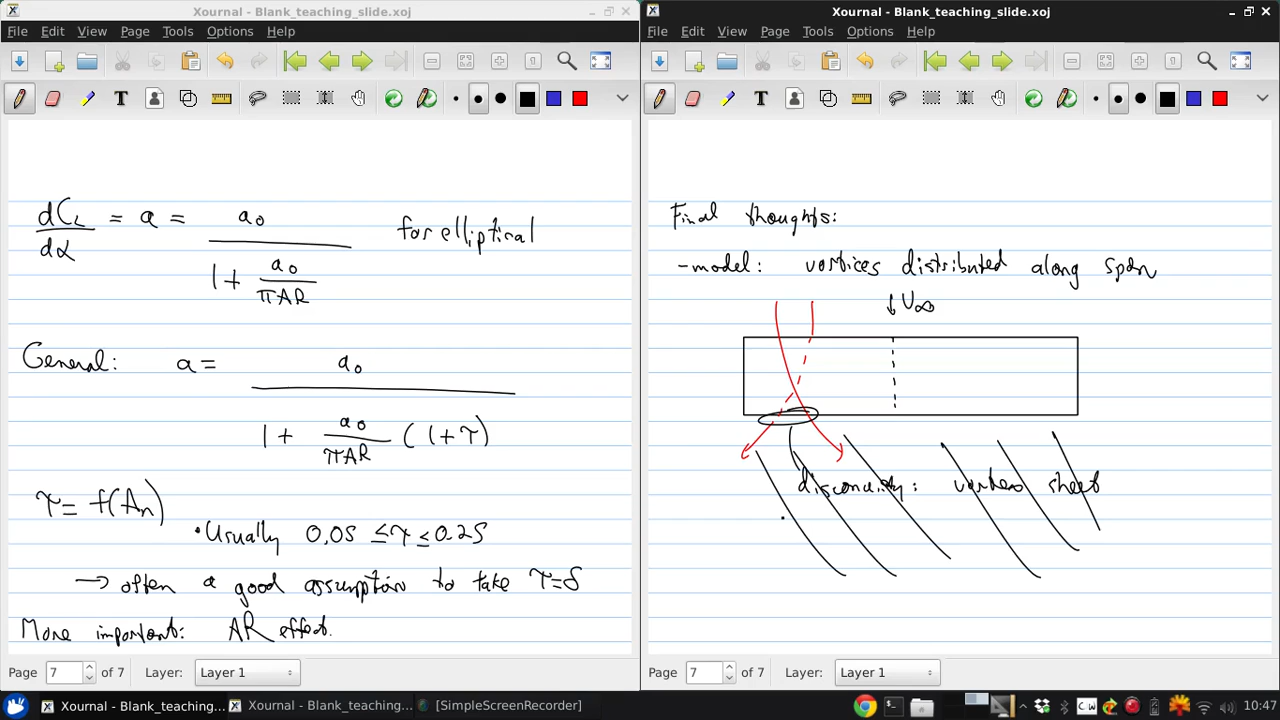 Xournal - Blank_teaching_slide.xoj
File Edit View Page Tools Options Help
dCL/dα = a = a₀ / (1 + a₀/πAR) for elliptical
General: a = a₀ / (1 + a₀/πAR (1+τ))
τ = f(An)
• Usually 0.05 ≤ τ ≤ 0.25
→ often a good assumption to take τ=δ
More important: AR effect.
Page 7 of 7 Layer: Layer 1
Xournal - Blank_teaching_slide.xoj
File Edit View Page Tools Options Help
Final thoughts:
- model: vortices distributed along span
↓ V∞
: vortex sheet
Page 7 of 7 Layer: Layer 1
Xournal - Blank_teaching....
Xournal - Blank_teaching....
[SimpleScreenRecorder]
10:47